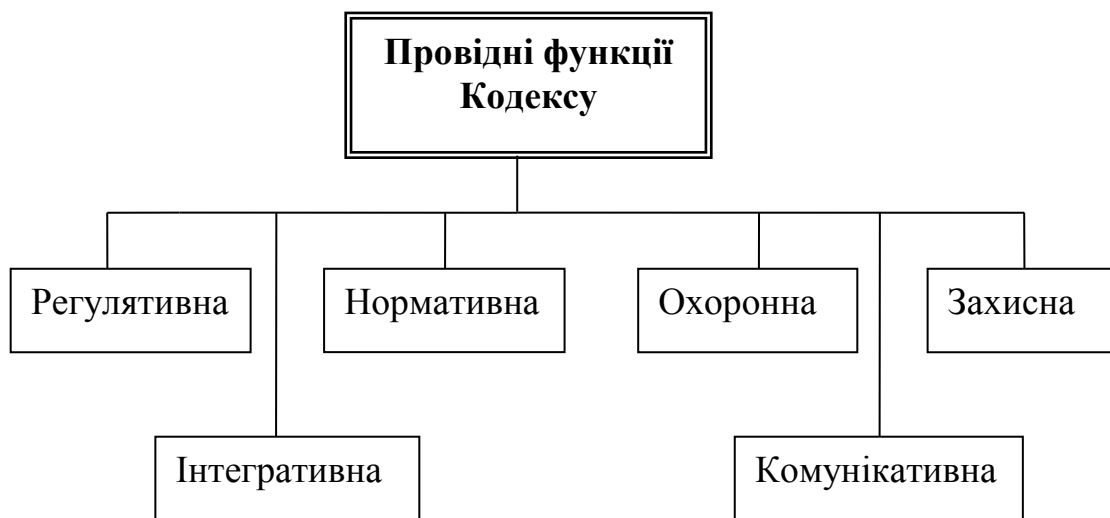 Провідні функції
Кодексу
Регулятивна
Нормативна
Охоронна
Захисна
Інтегративна
Комунікативна